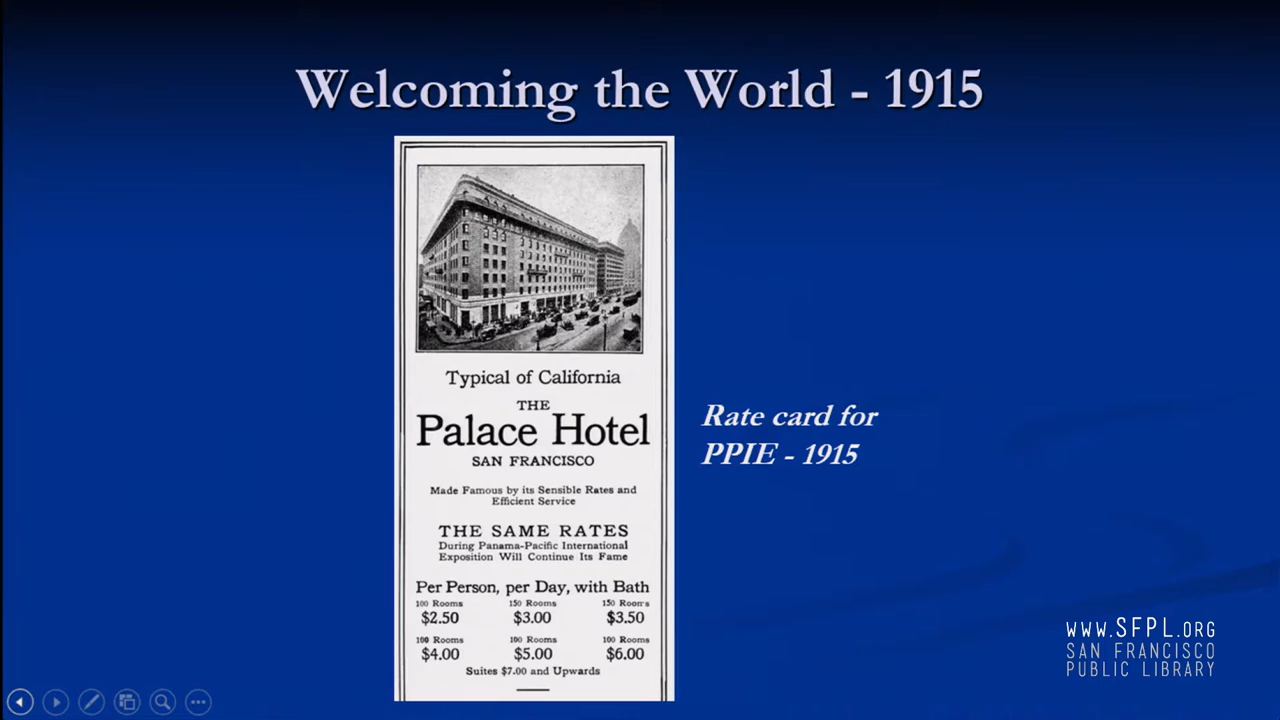 Welcoming the World - 1915
Typical of California
THE
Palace Hotel
SAN FRANCISCO
Made Famous by its Sensible Rates and
Efficient Service
THE SAME RATES
During Panama-Pacific International
Exposition Will Continue Its Fame
Per Person, per Day, with Bath
100 Rooms 150 Rooms 150 Rooms
$2.50 $3.00 $3.50
100 Rooms 100 Rooms 100 Rooms
$4.00 $5.00 $6.00
Suites $7.00 and Upwards
Rate card for
PPIE - 1915
WWW.SFPL.ORG
SAN FRANCISCO
PUBLIC LIBRARY